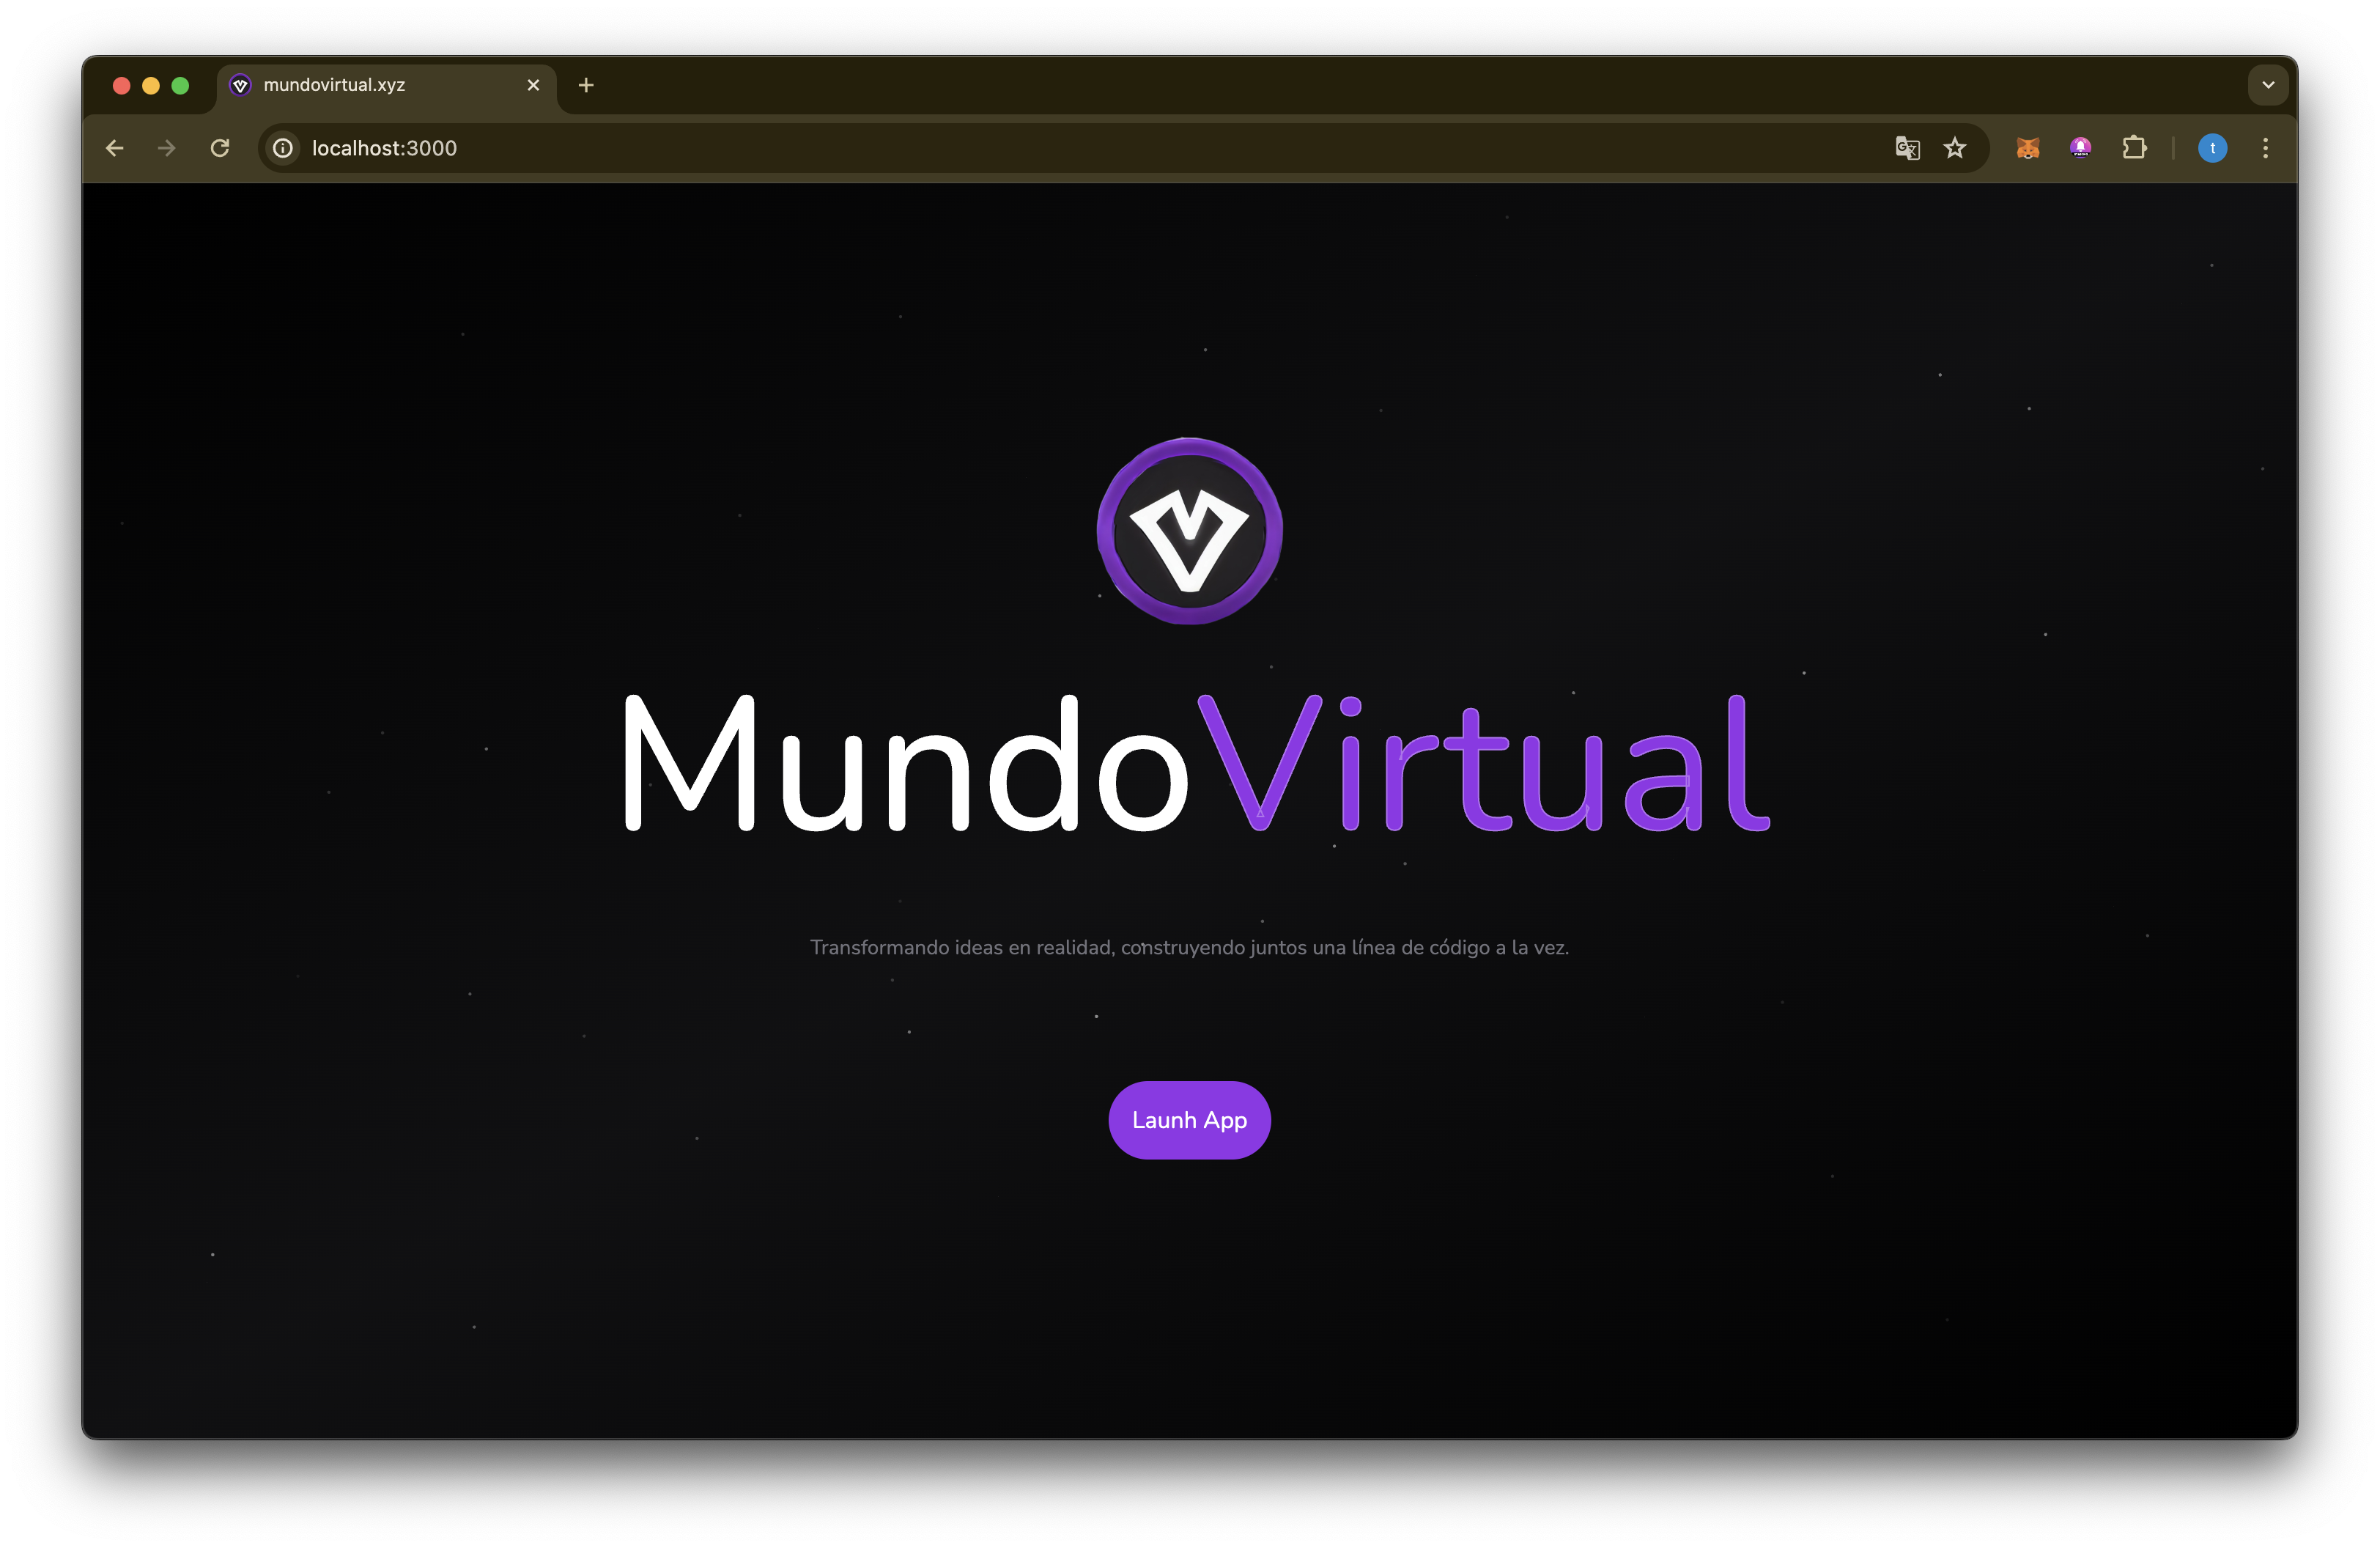 mundovirtual.xyz
localhost:3000
t
MundoVirtual
Transformando ideas en realidad, construyendo juntos una línea de código a la vez.
Launh App